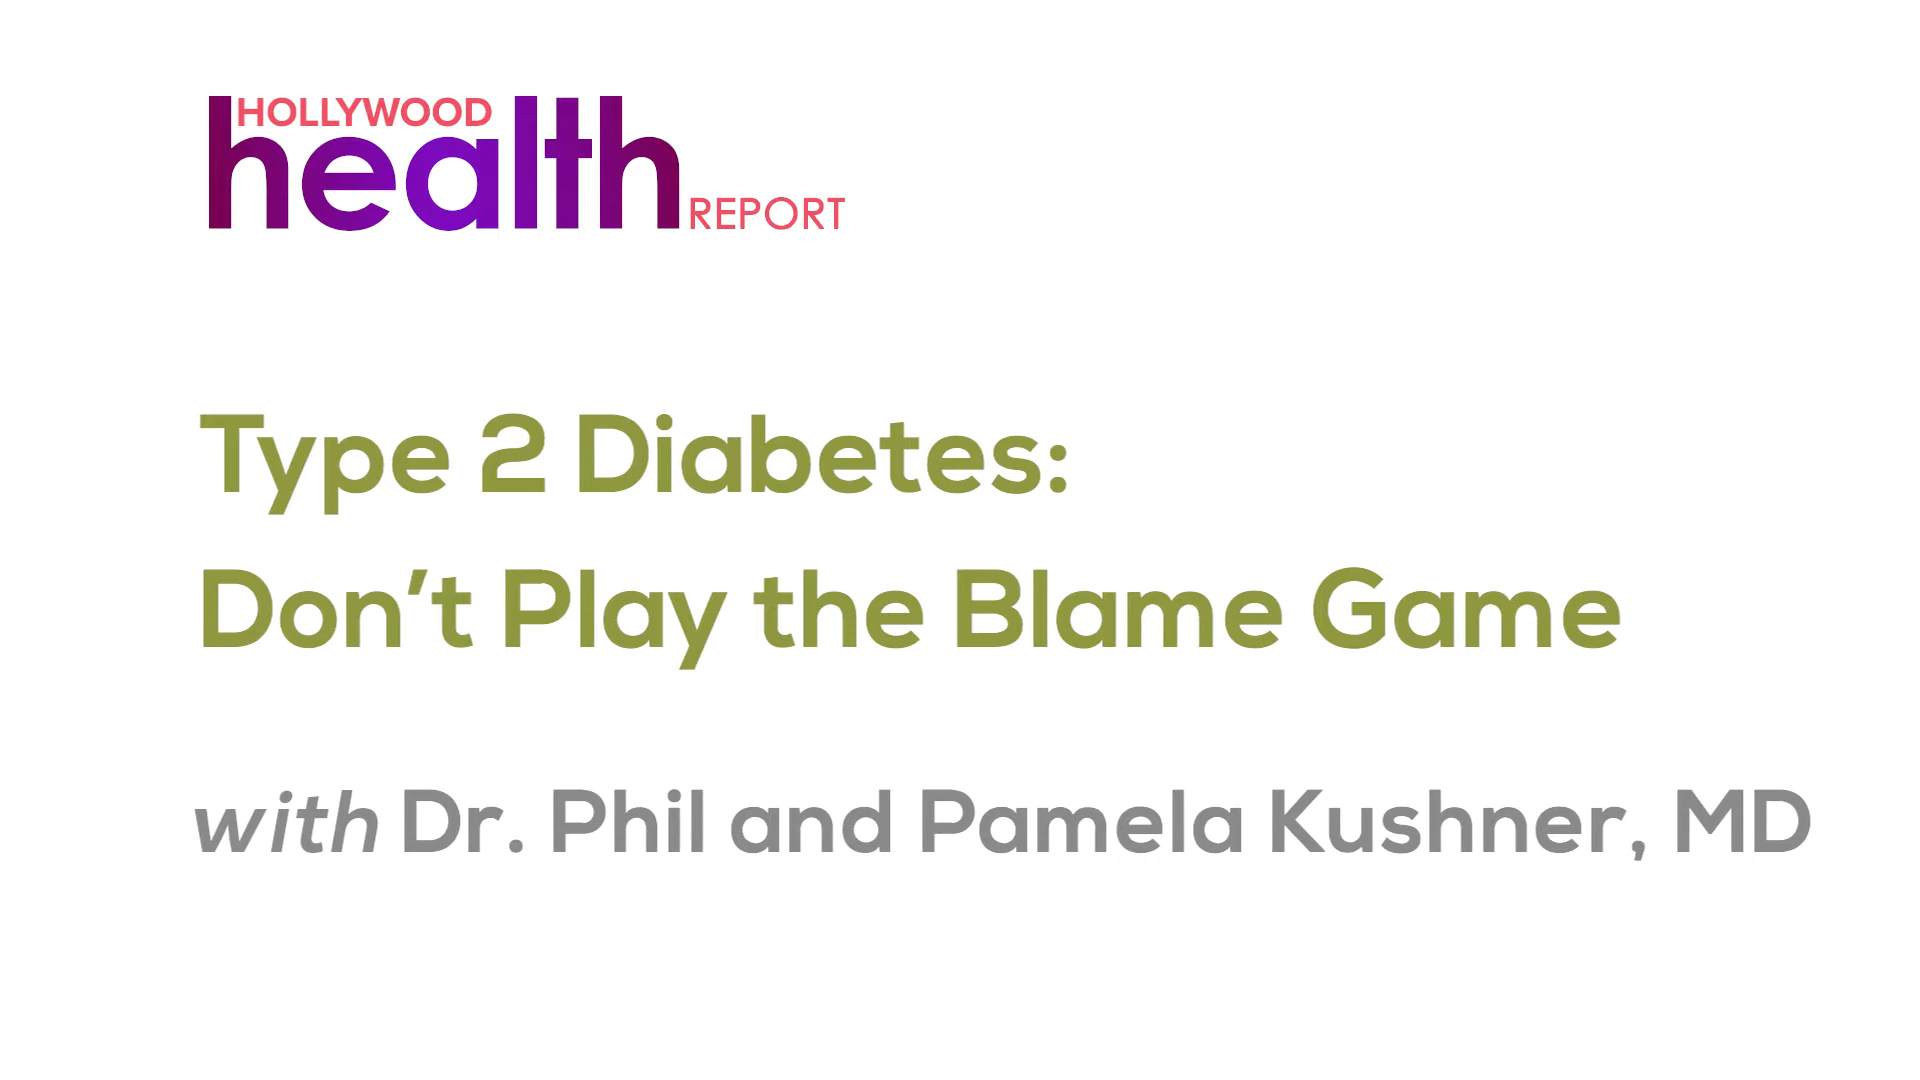 HOLLYWOOD
health REPORT
Type 2 Diabetes:
Don't Play the Blame Game
with Dr. Phil and Pamela Kushner, MD